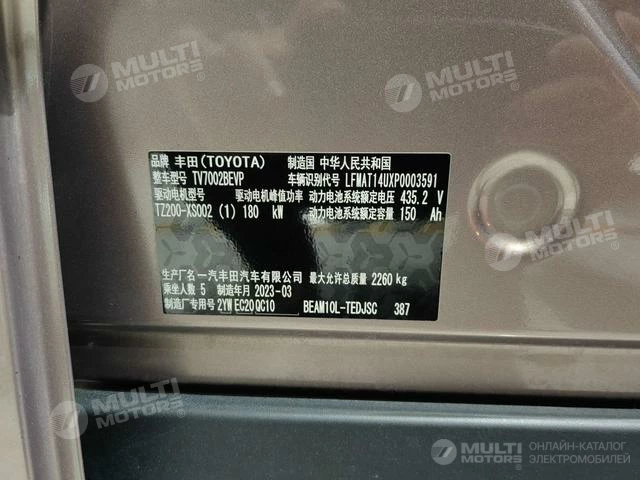 MULTI MOTORS®
MULTI MOTORS®
品牌 丰田(TOYOTA) 制造国 中华人民共和国
整车型号 TV7002BEVP 车辆识别代号 LFMAT14UXP0003591
驱动电机型号 驱动电机峰值功率 动力电池系统额定电压 435.2 V
TZ200-XS002 (1) 180 kW 动力电池系统额定容量 150 Ah
生产厂名 一汽丰田汽车有限公司 最大允许总质量 2260 kg
乘坐人数 5 制造年月 2023-03
制造厂专用号 2YW EC20QC10 BEAM10L-TEDJSC 387
MULTI MOTORS®
MULTI MOTORS®
MULTI MOTORS®
ОНЛАЙН-КАТАЛОГ
ЭЛЕКТРОМОБИЛЕЙ